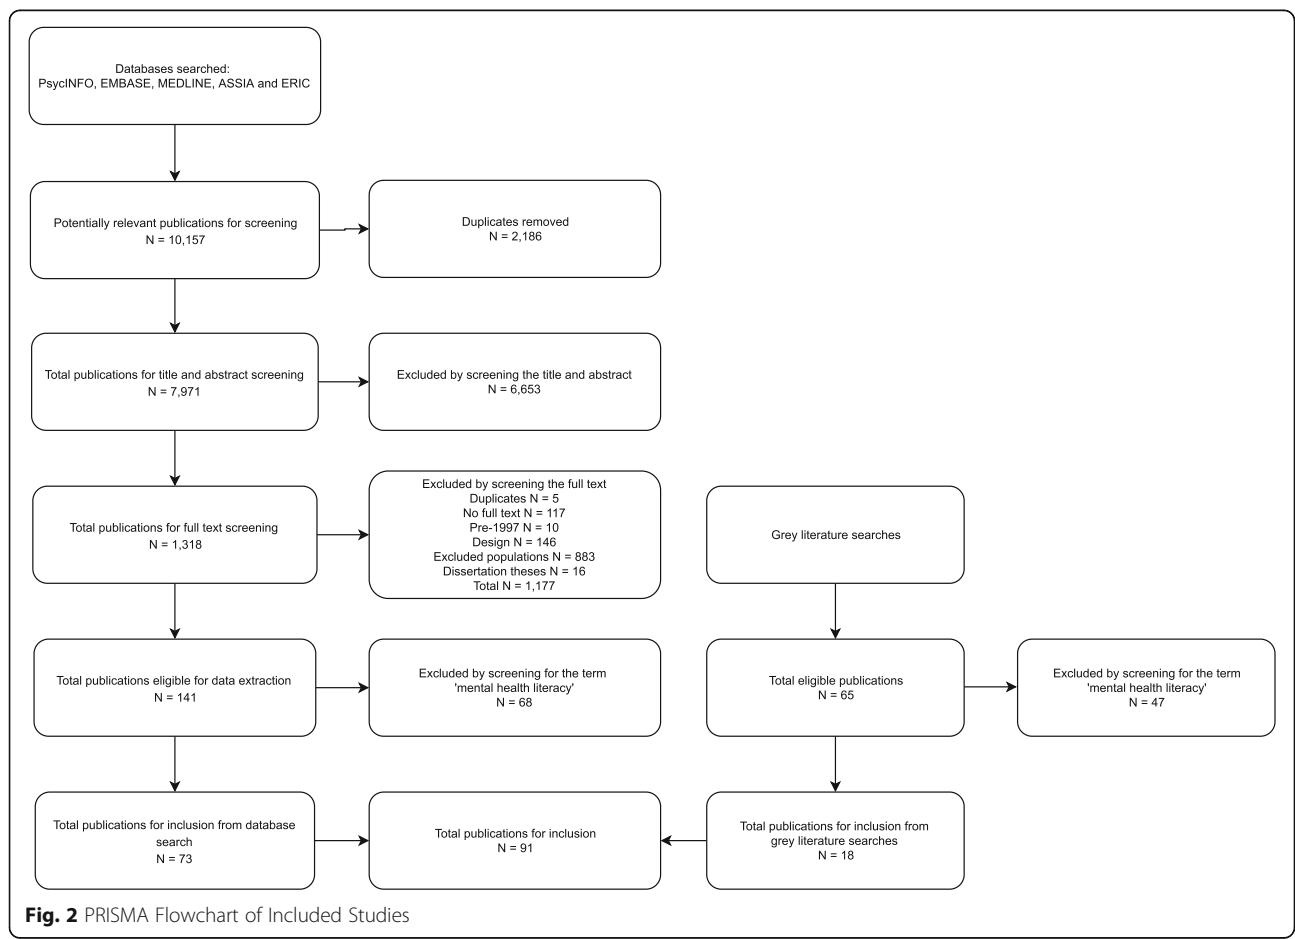 Databases searched:
PsycINFO, EMBASE, MEDLINE, ASSIA and ERIC
Potentially relevant publications for screening
N = 10,157
Duplicates removed
N = 2,186
Total publications for title and abstract screening
N = 7,971
Excluded by screening the title and abstract
N = 6,653
Total publications for full text screening
N = 1,318
Excluded by screening the full text
Duplicates N = 5
No full text N = 117
Pre-1997 N = 10
Design N = 146
Excluded populations N = 883
Dissertation theses N = 16
Total N = 1,177
Grey literature searches
Total publications eligible for data extraction
N = 141
Excluded by screening for the term
'mental health literacy'
N = 68
Total eligible publications
N = 65
Excluded by screening for the term
'mental health literacy'
N = 47
Total publications for inclusion from database
search
N = 73
Total publications for inclusion
N = 91
Total publications for inclusion from
grey literature searches
N = 18
Fig. 2 PRISMA Flowchart of Included Studies